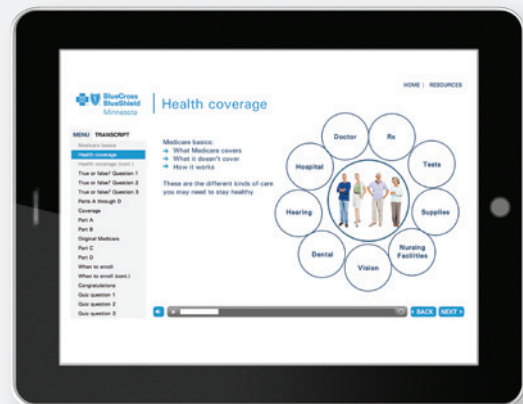 HOME | RESOURCES
BlueCross
BlueShield
Minnesota
Health coverage
MENU TRANSCRIPT
Medicare basics
Health coverage
Health coverage (cont.)
True or false? Question 1
True or false? Question 2
True or false? Question 3
Parts A through D
Coverage
Part A
Part B
Original Medicare
Part C
Part D
When to enroll
When to enroll (cont.)
Congratulations
Quiz question 1
Quiz question 2
Quiz question 3
Medicare basics:
➔ What Medicare covers
➔ What it doesn't cover
➔ How it works
These are the different kinds of care
you may need to stay healthy
Doctor
Rx
Tests
Supplies
Nursing
Facilities
Vision
Dental
Hearing
Hospital
BACK NEXT